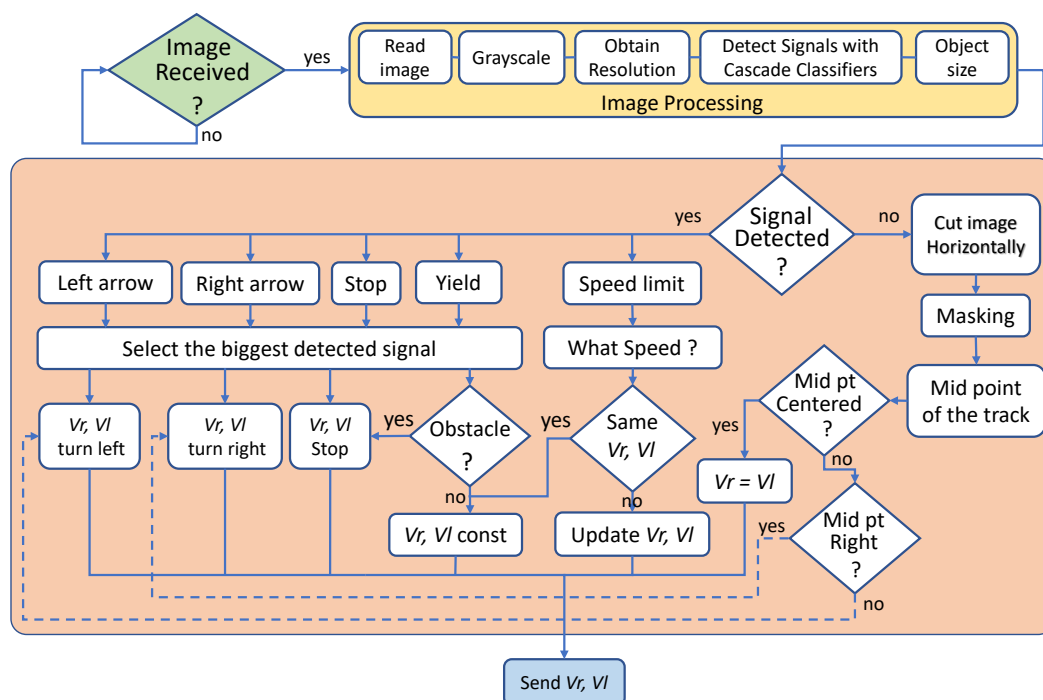 Image
Received
?
yes
no
Read
image
Grayscale
Obtain
Resolution
Detect Signals with
Cascade Classifiers
Object
size
Image Processing
Signal
Detected
?
yes
no
Cut image
Horizontally
Left arrow
Right arrow
Stop
Yield
Speed limit
Masking
Select the biggest detected signal
What Speed ?
Mid point
of the track
Mid pt
Centered
?
yes
no
Vr, Vl
turn left
Vr, Vl
turn right
Vr, Vl
Stop
yes
Obstacle
?
no
yes
Same
Vr, Vl
no
Vr = Vl
Vr, Vl const
Update Vr, Vl
yes
Mid pt
Right
?
no
Send Vr, Vl